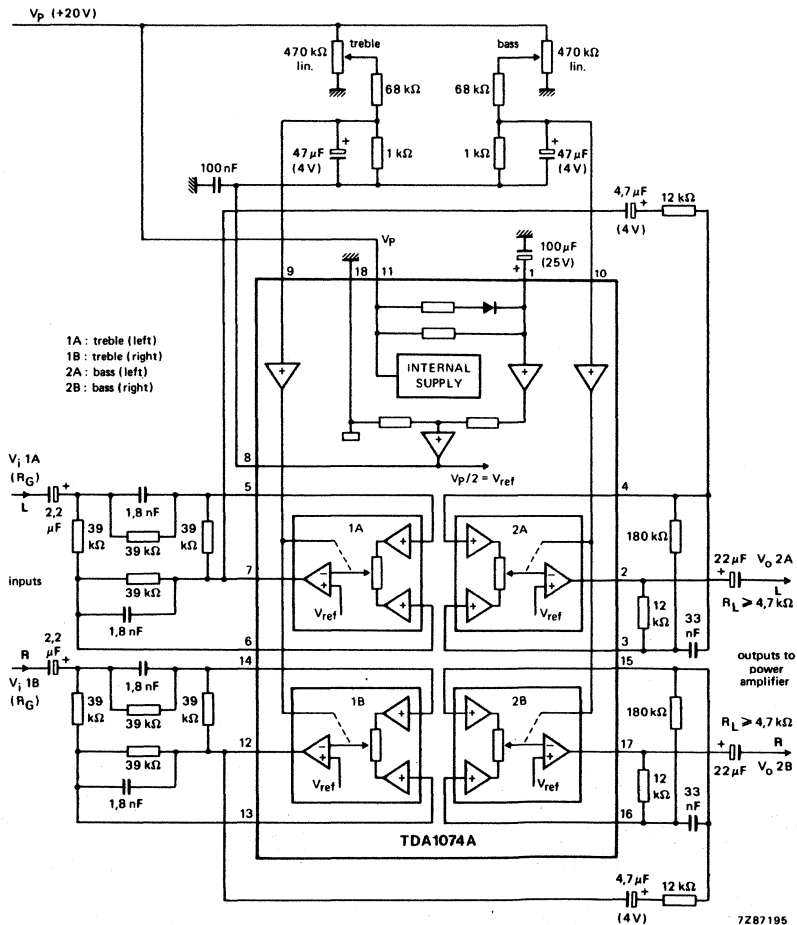 VP (+20V)
470 kΩ
lin.
treble
bass
470 kΩ
lin.
68 kΩ
68 kΩ
47 µF
(4V)
+
1 kΩ
1 kΩ
+
47 µF
(4V)
100 nF
4,7 µF
+
(4V)
12 kΩ
VP
100 µF
(25V)
+
9
18
11
1
10
1A : treble (left)
1B : treble (right)
2A : bass (left)
2B : bass (right)
+
INTERNAL
SUPPLY
+
+
+
8
VP/2 = Vref
Vi 1A
(RG)
L
+
2,2
µF
1,8 nF
39
kΩ
39 kΩ
39
kΩ
39 kΩ
1,8 nF
inputs
5
7
6
1A
+
−
+
+
Vref
2A
+
−
+
+
Vref
4
2
3
180 kΩ
12
kΩ
33
nF
22 µF
+
Vo 2A
L
RL ⩾ 4,7 kΩ
outputs to
power
amplifier
R
2,2
µF
+
Vi 1B
(RG)
1,8 nF
39
kΩ
39 kΩ
39
kΩ
39 kΩ
1,8 nF
14
12
13
1B
+
−
+
+
Vref
2B
+
−
+
+
Vref
15
17
16
180 kΩ
12
kΩ
33
nF
RL ⩾ 4,7 kΩ
+
22 µF
R
Vo 2B
TDA1074A
4,7 µF
+
(4V)
12 kΩ
7Z87195